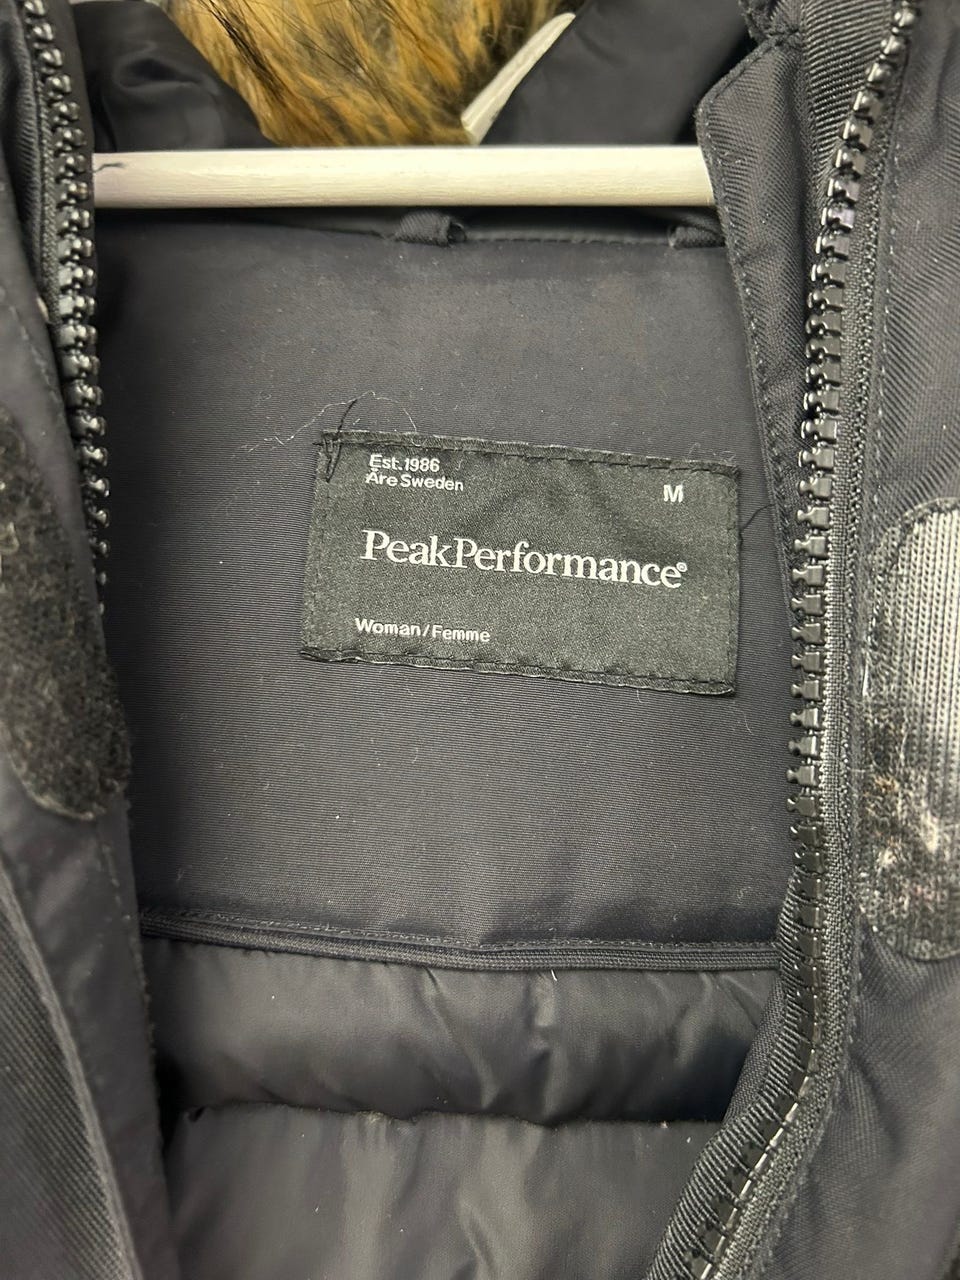 Est. 1986
Åre Sweden
M
PeakPerformance®
Woman/Femme